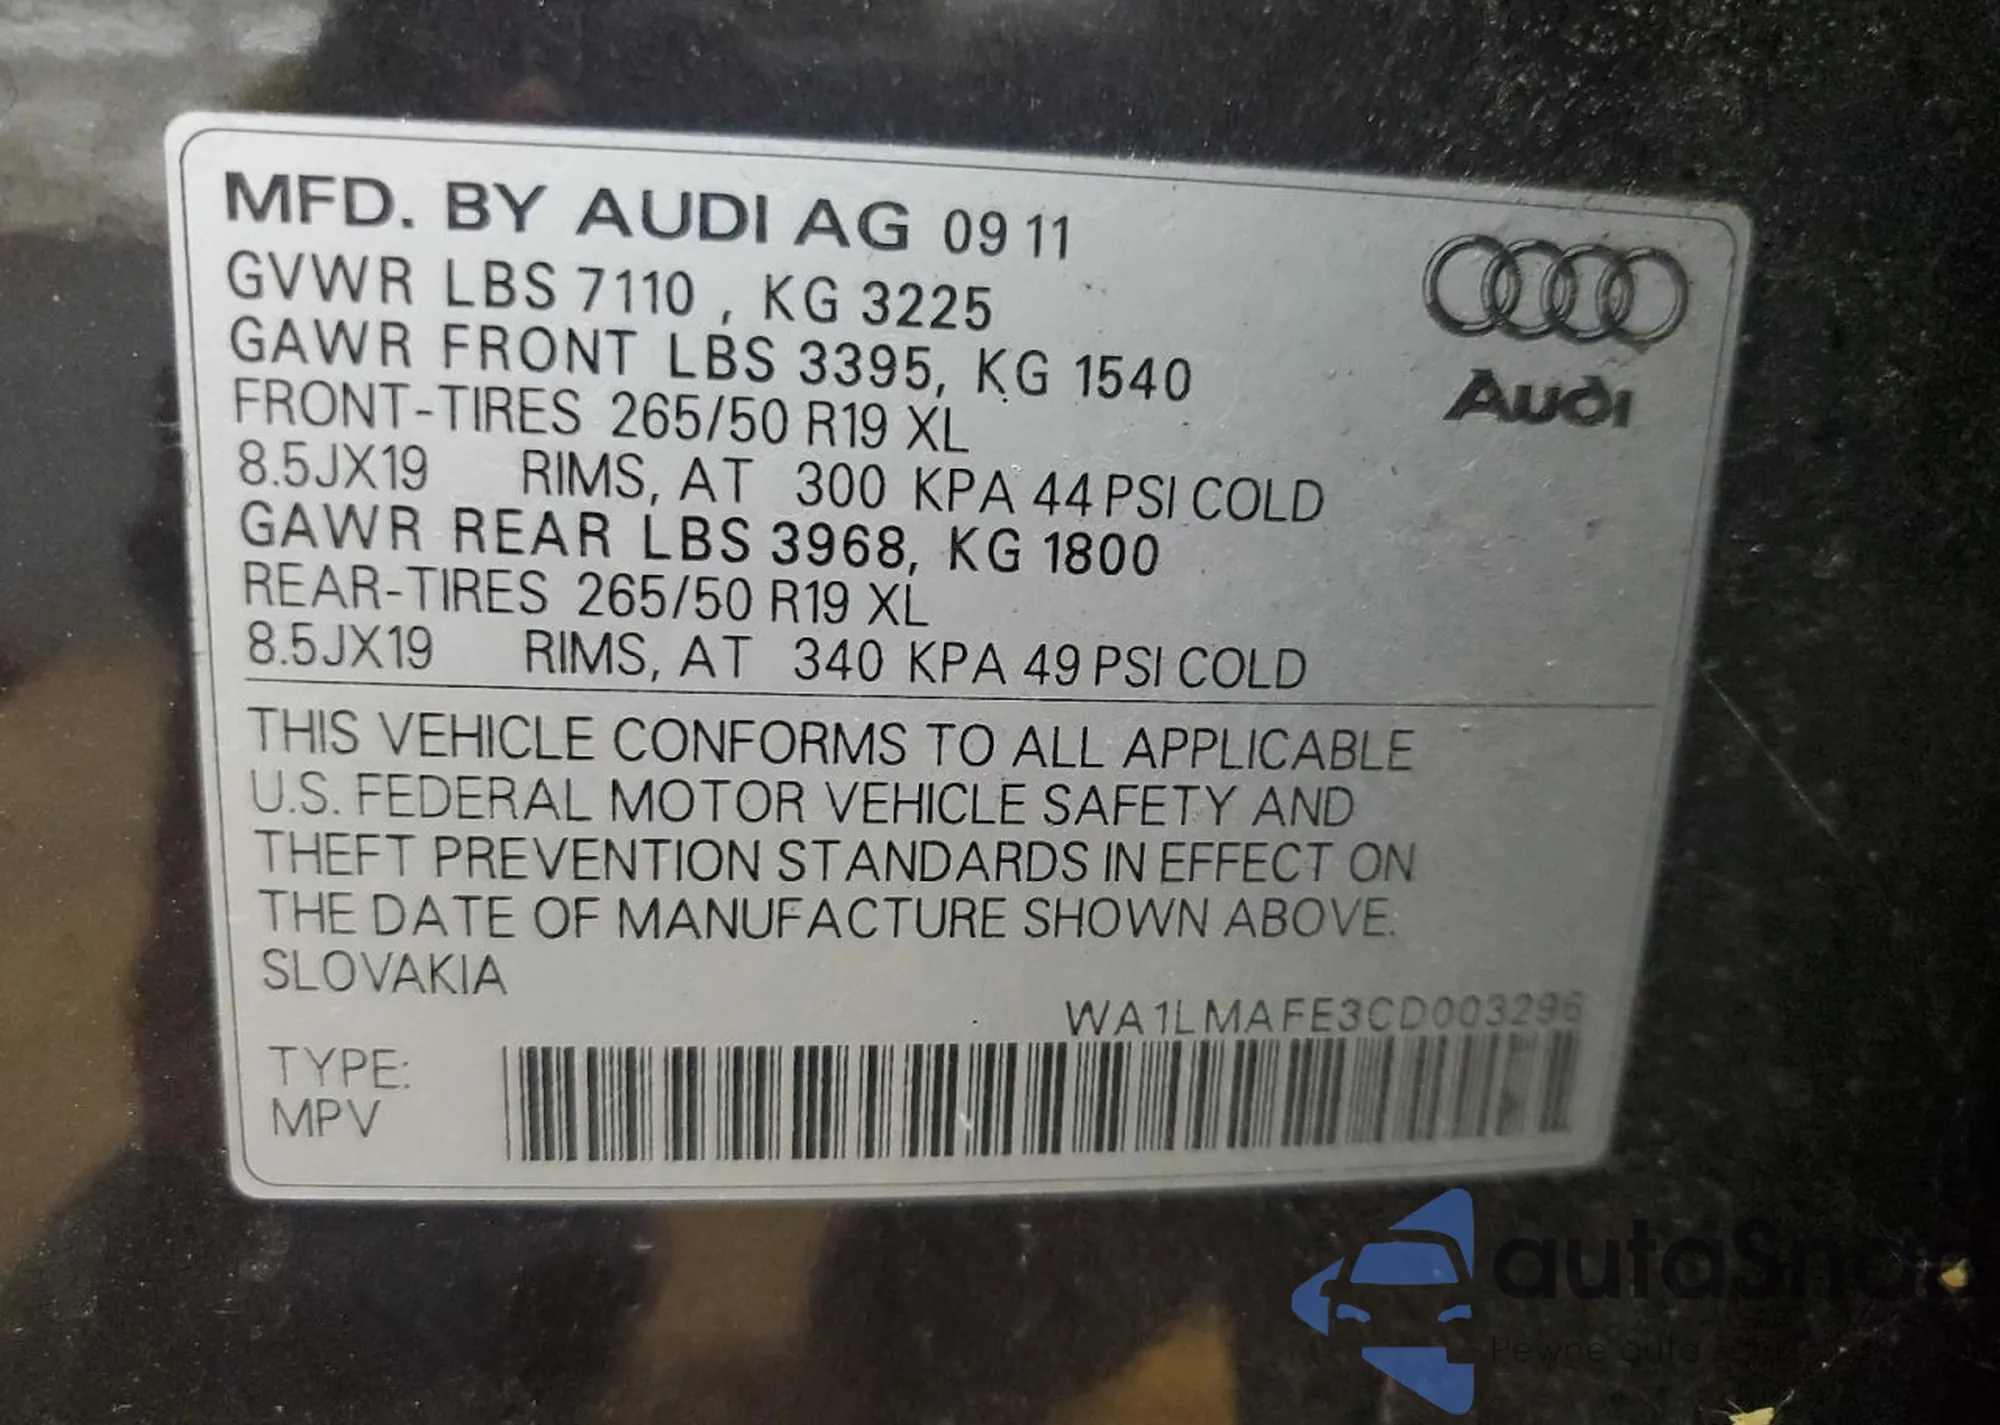 MFD. BY AUDI AG 09 11
GVWR LBS 7110 , KG 3225
GAWR FRONT LBS 3395, KG 1540
FRONT-TIRES 265/50 R19 XL
8.5JX19 RIMS, AT 300 KPA 44 PSI COLD
GAWR REAR LBS 3968, KG 1800
REAR-TIRES 265/50 R19 XL
8.5JX19 RIMS, AT 340 KPA 49 PSI COLD
Audi
THIS VEHICLE CONFORMS TO ALL APPLICABLE
U.S. FEDERAL MOTOR VEHICLE SAFETY AND
THEFT PREVENTION STANDARDS IN EFFECT ON
THE DATE OF MANUFACTURE SHOWN ABOVE.
SLOVAKIA
WA1LMAFE3CD003296
TYPE:
MPV
autaSnap
Pewne auta